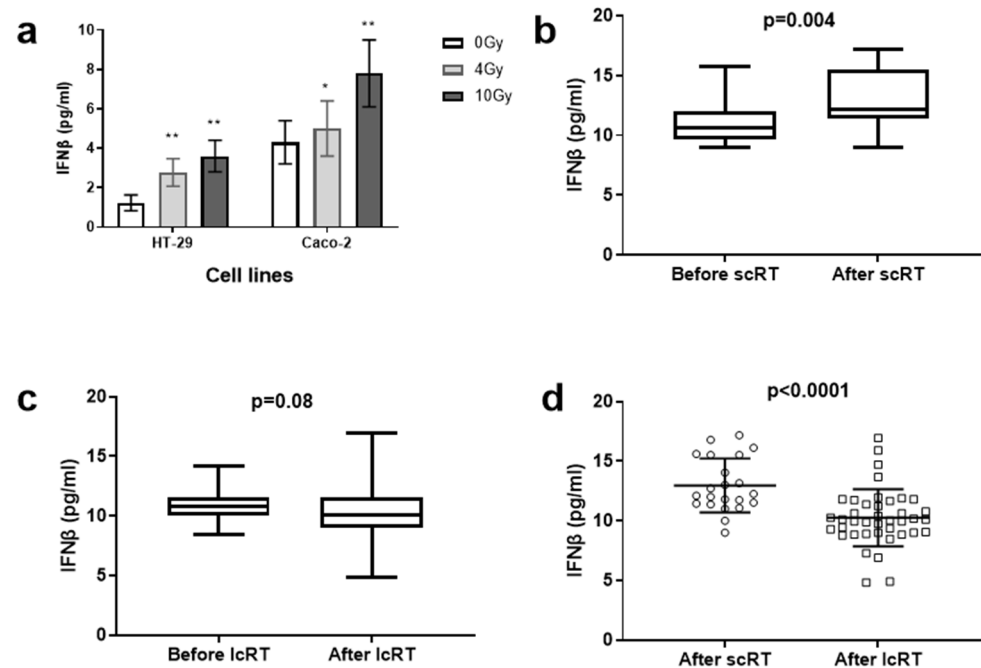 a
IFNβ (pg/ml)
10
8
6
4
2
0
**
**
*
**
HT-29
Caco-2
Cell lines
0Gy
4Gy
10Gy
b
p=0.004
IFNβ (pg/ml)
20
15
10
5
0
Before scRT
After scRT
c
p=0.08
IFNβ (pg/ml)
20
15
10
5
0
Before lcRT
After lcRT
d
p<0.0001
IFNβ (pg/ml)
20
15
10
5
0
After scRT
After lcRT